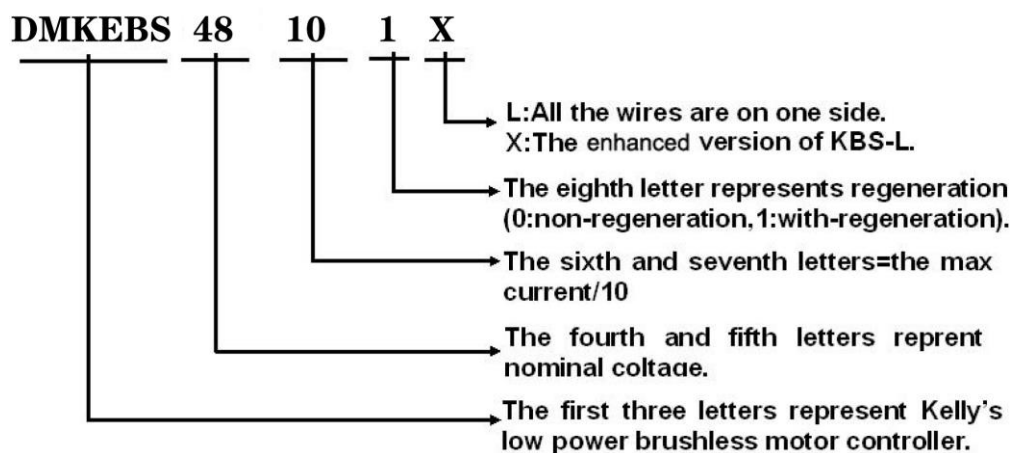 DMKEBS 48 10 1 X
L:All the wires are on one side.
X:The enhanced version of KBS-L.
The eighth letter represents regeneration
(0:non-regeneration,1:with-regeneration).
The sixth and seventh letters=the max
current/10
The fourth and fifth letters reprent
nominal coltage.
The first three letters represent Kelly's
low power brushless motor controller.